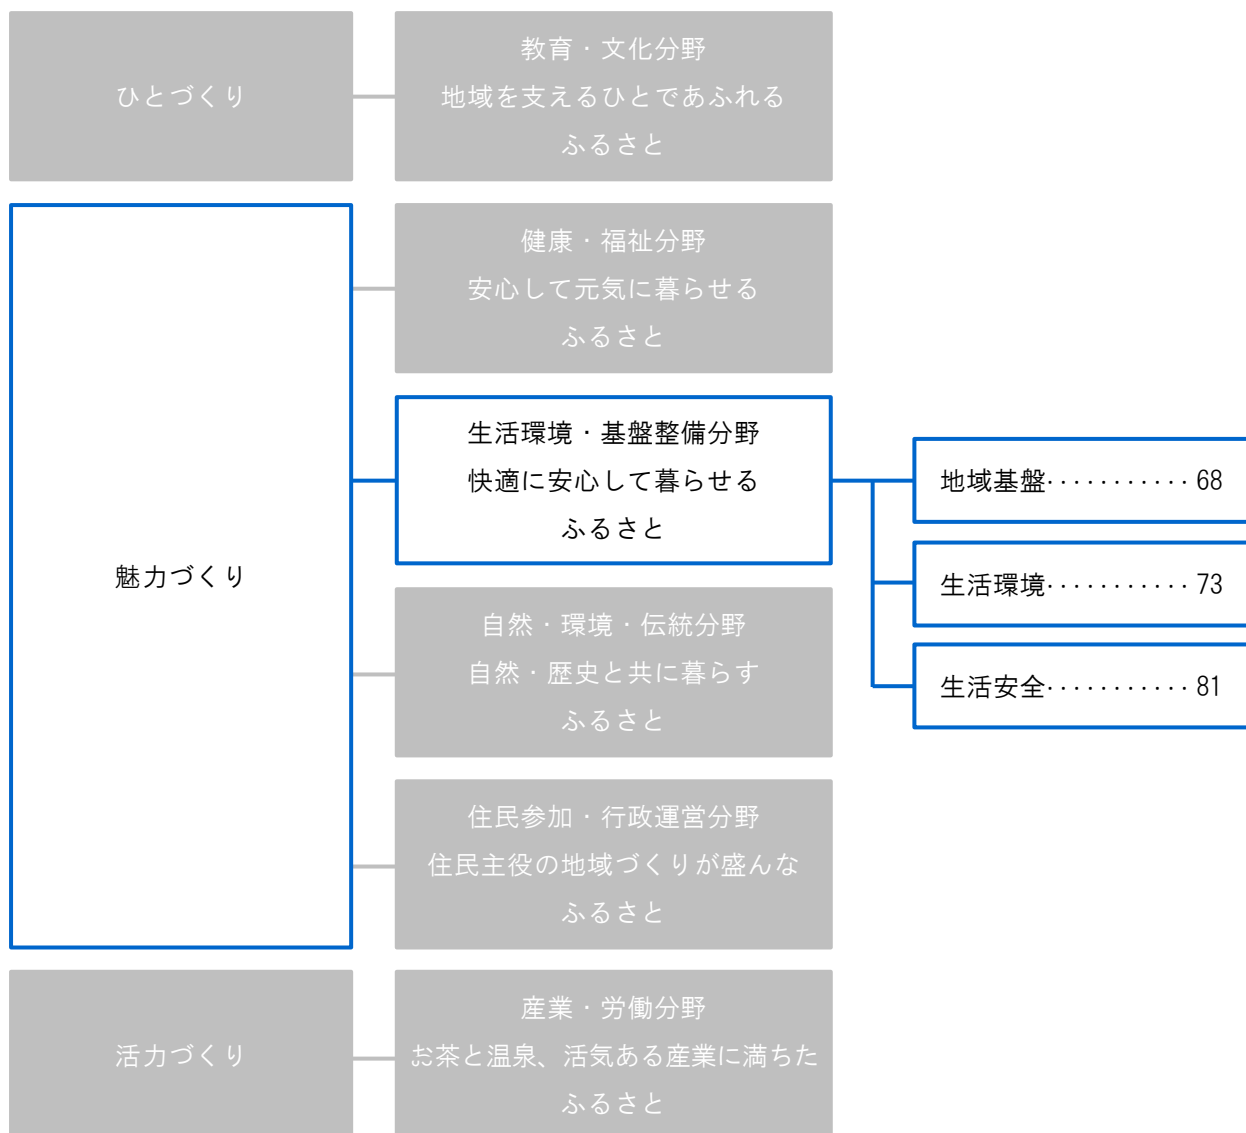 ひとづくり
教育・文化分野
地域を支えるひとであふれる
ふるさと
魅力づくり
健康・福祉分野
安心して元気に暮らせる
ふるさと
生活環境・基盤整備分野
快適に安心して暮らせる
ふるさと
地域基盤・・・・・・・・・・・68
生活環境・・・・・・・・・・・73
生活安全・・・・・・・・・・・81
自然・環境・伝統分野
自然・歴史と共に暮らす
ふるさと
住民参加・行政運営分野
住民主役の地域づくりが盛んな
ふるさと
活力づくり
産業・労働分野
お茶と温泉、活気ある産業に満ちた
ふるさと